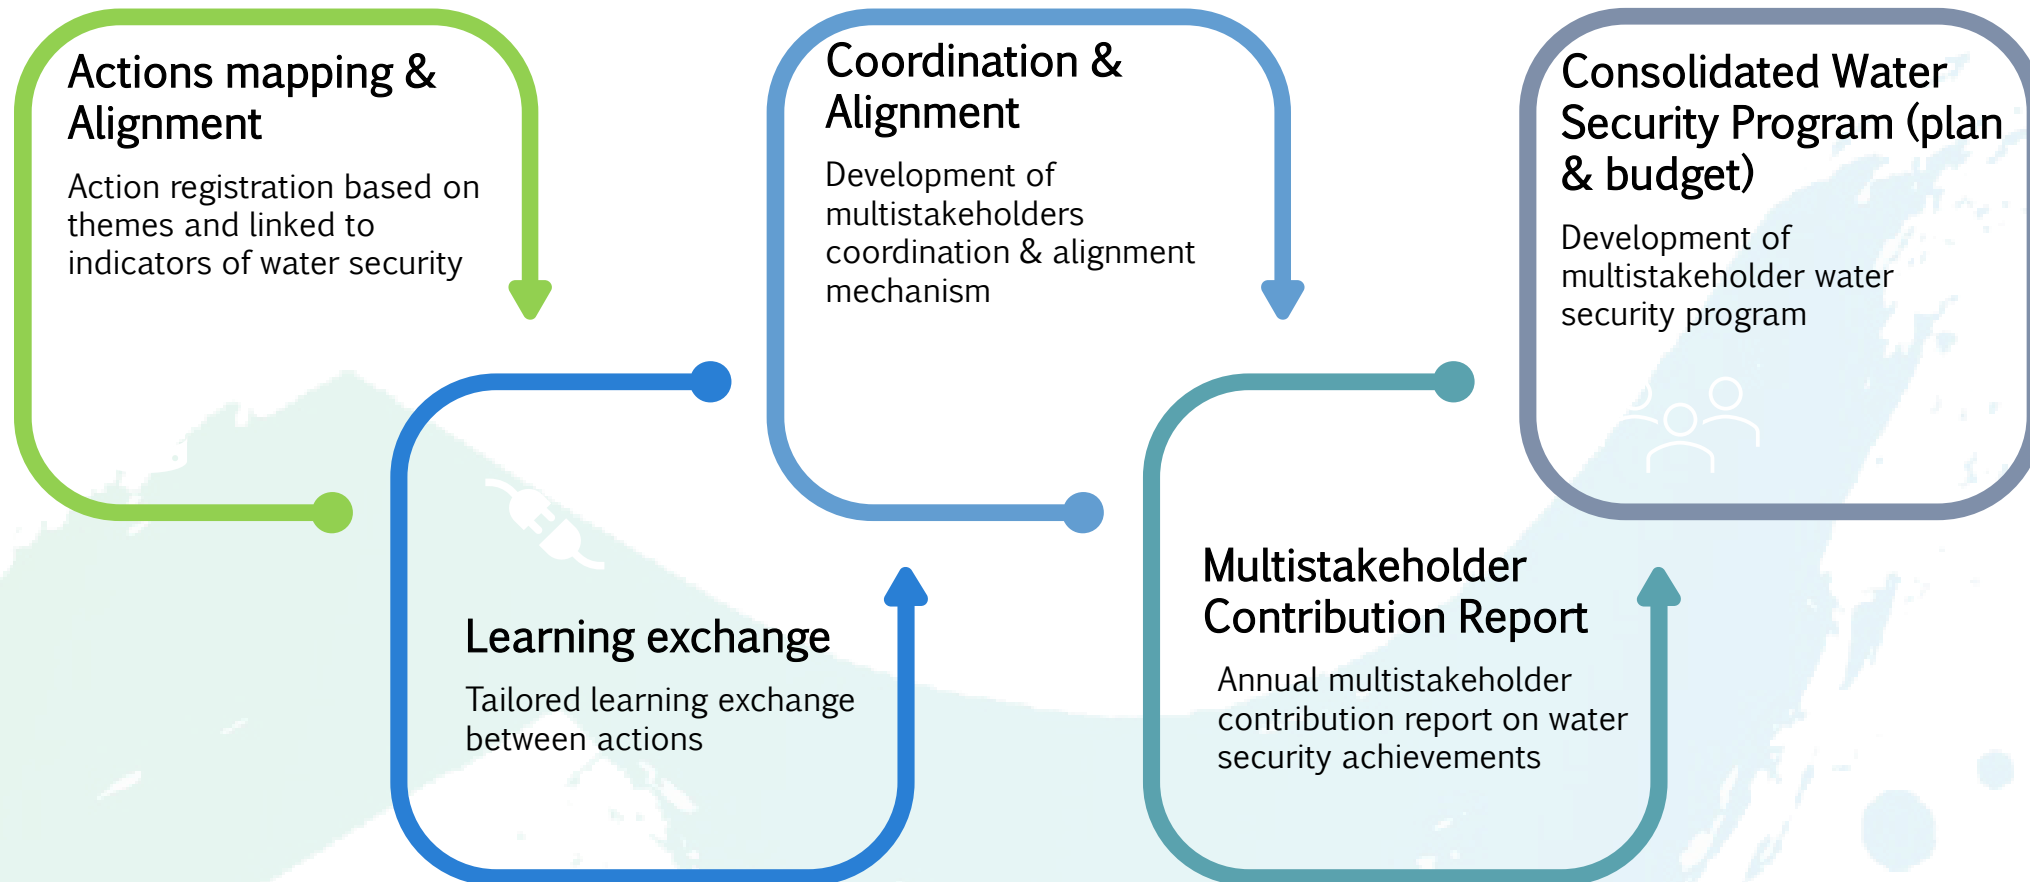 Actions mapping &
Alignment
Action registration based on
themes and linked to
indicators of water security
Learning exchange
Tailored learning exchange
between actions
Coordination &
Alignment
Development of
multistakeholders
coordination & alignment
mechanism
Multistakeholder
Contribution Report
Annual multistakeholder
contribution report on water
security achievements
Consolidated Water
Security Program (plan
& budget)
Development of
multistakeholder water
security program